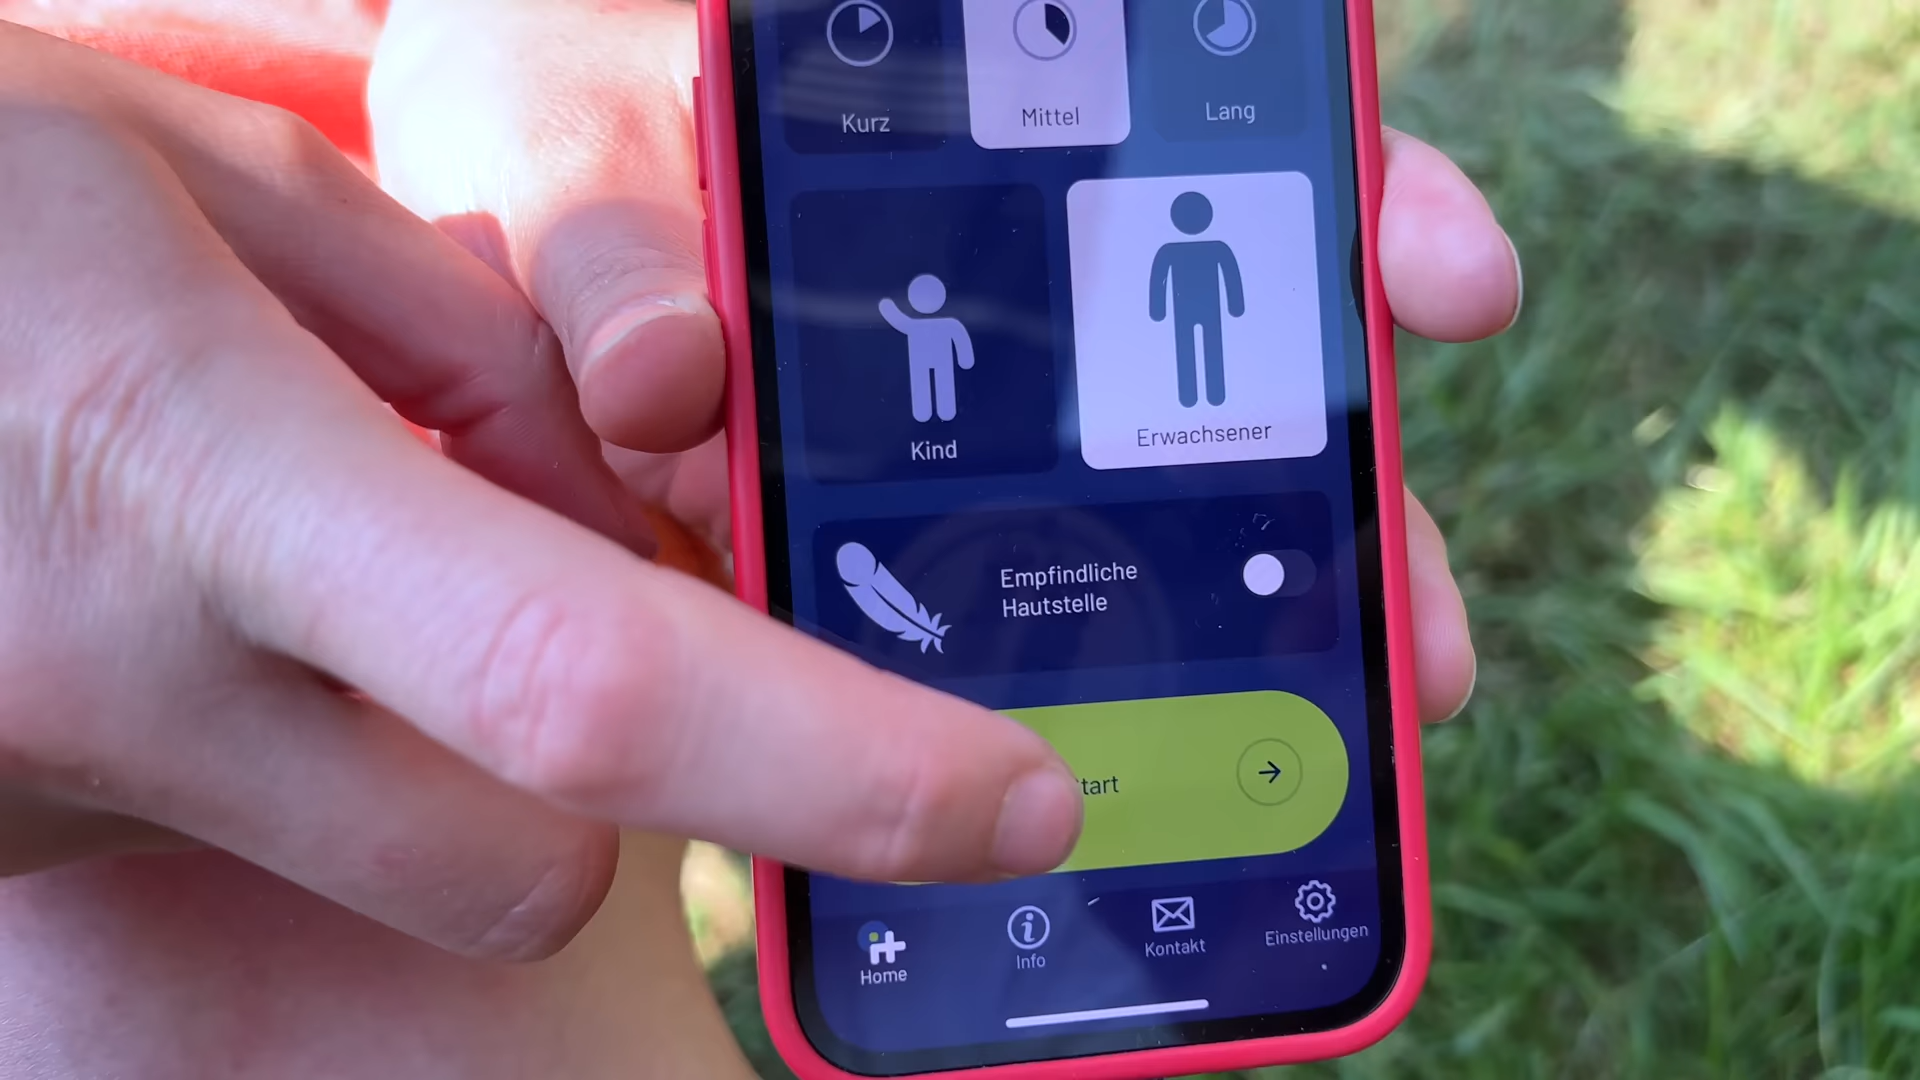 Kurz
Mittel
Lang
Kind
Erwachsener
Empfindliche
Hautstelle
tart
Home
Info
Kontakt
Einstellungen